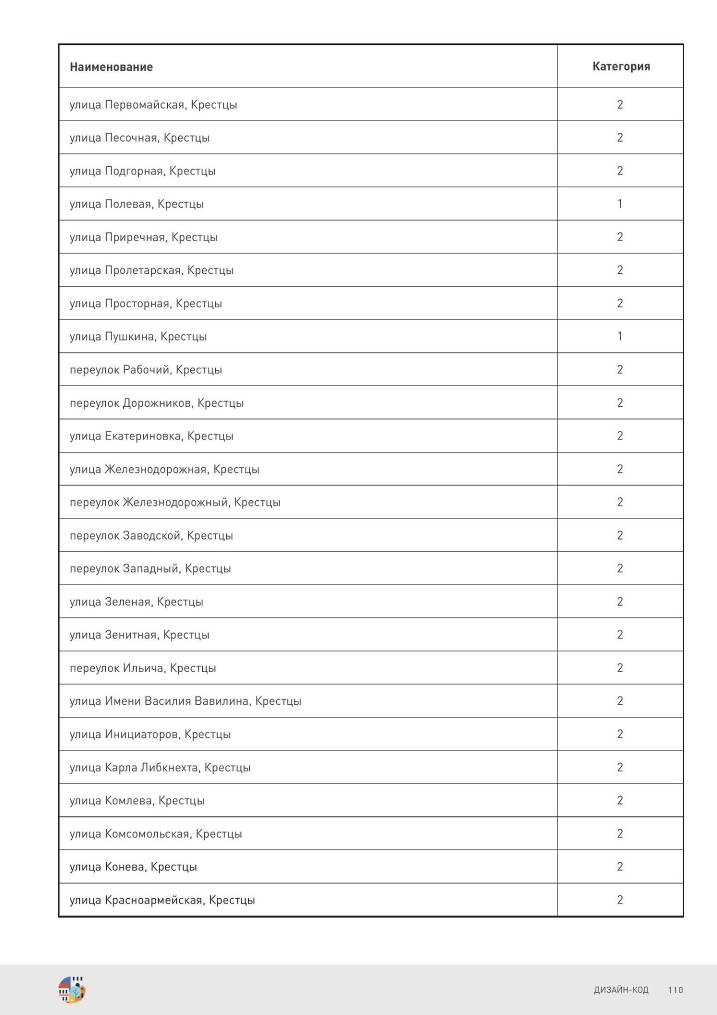 Наименование Категория
улица Первомайская, Крестцы 2
улица Песочная, Крестцы 2
улица Подгорная, Крестцы 2
улица Полевая, Крестцы 1
улица Приречная, Крестцы 2
улица Пролетарская, Крестцы 2
улица Просторная, Крестцы 2
улица Пушкина, Крестцы 1
переулок Рабочий, Крестцы 2
переулок Дорожников, Крестцы 2
улица Екатериновка, Крестцы 2
улица Железнодорожная, Крестцы 2
переулок Железнодорожный, Крестцы 2
переулок Заводской, Крестцы 2
переулок Западный, Крестцы 2
улица Зеленая, Крестцы 2
улица Зенитная, Крестцы 2
переулок Ильича, Крестцы 2
улица Имени Василия Вавилина, Крестцы 2
улица Инициаторов, Крестцы 2
улица Карла Либкнехта, Крестцы 2
улица Комлева, Крестцы 2
улица Комсомольская, Крестцы 2
улица Конева, Крестцы 2
улица Красноармейская, Крестцы 2
ДИЗАЙН-КОД 110